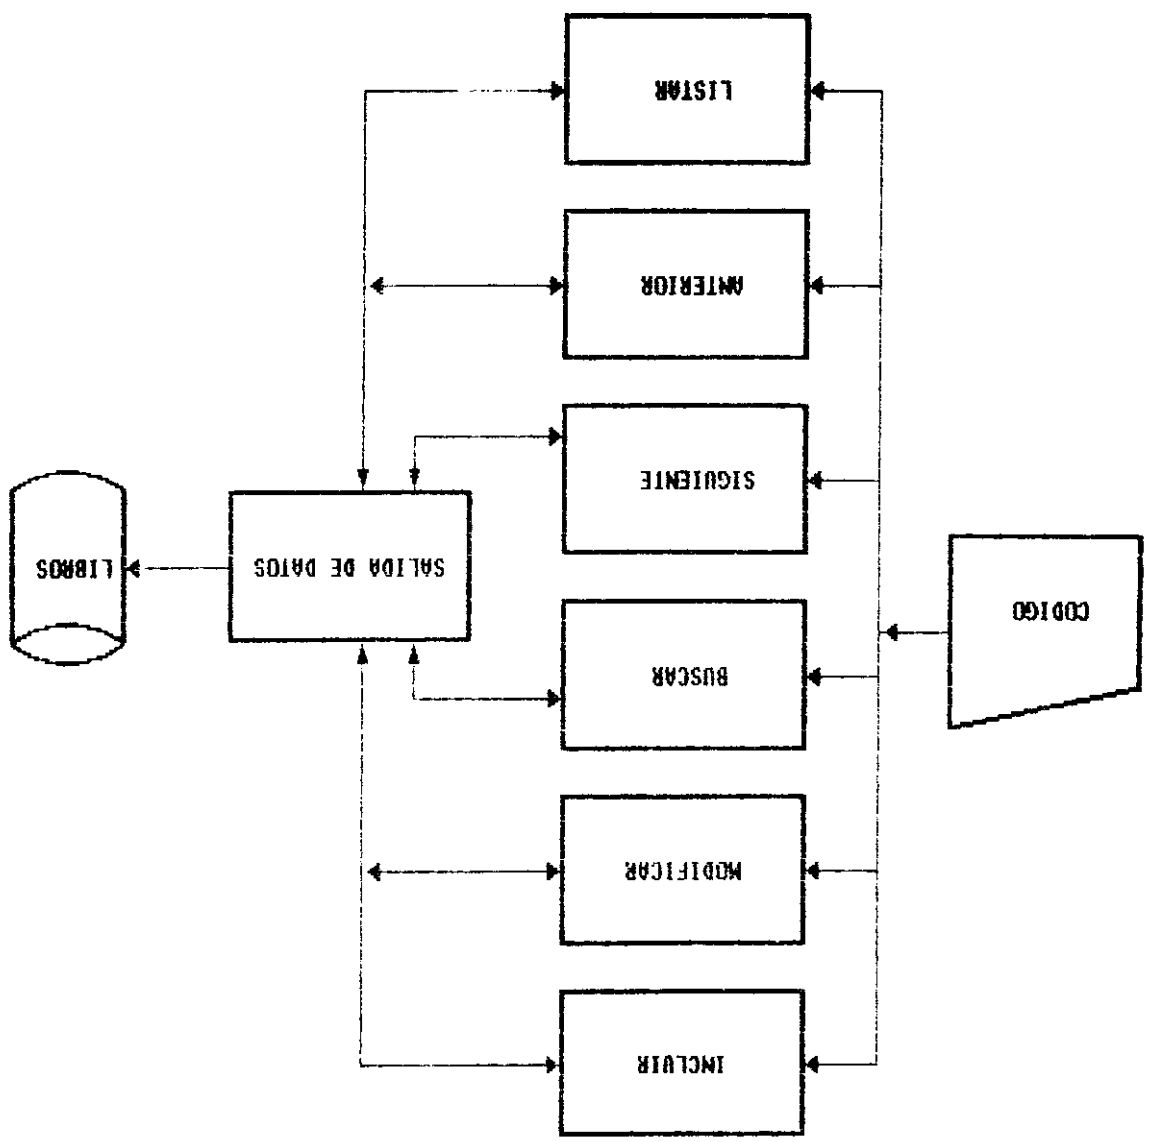 INCLUIR
MODIFICAR
CODIGO
BUSCAR
SALIDA DE DATOS
LIBROS
SIGUIENTE
ANTERIOR
LISTAR